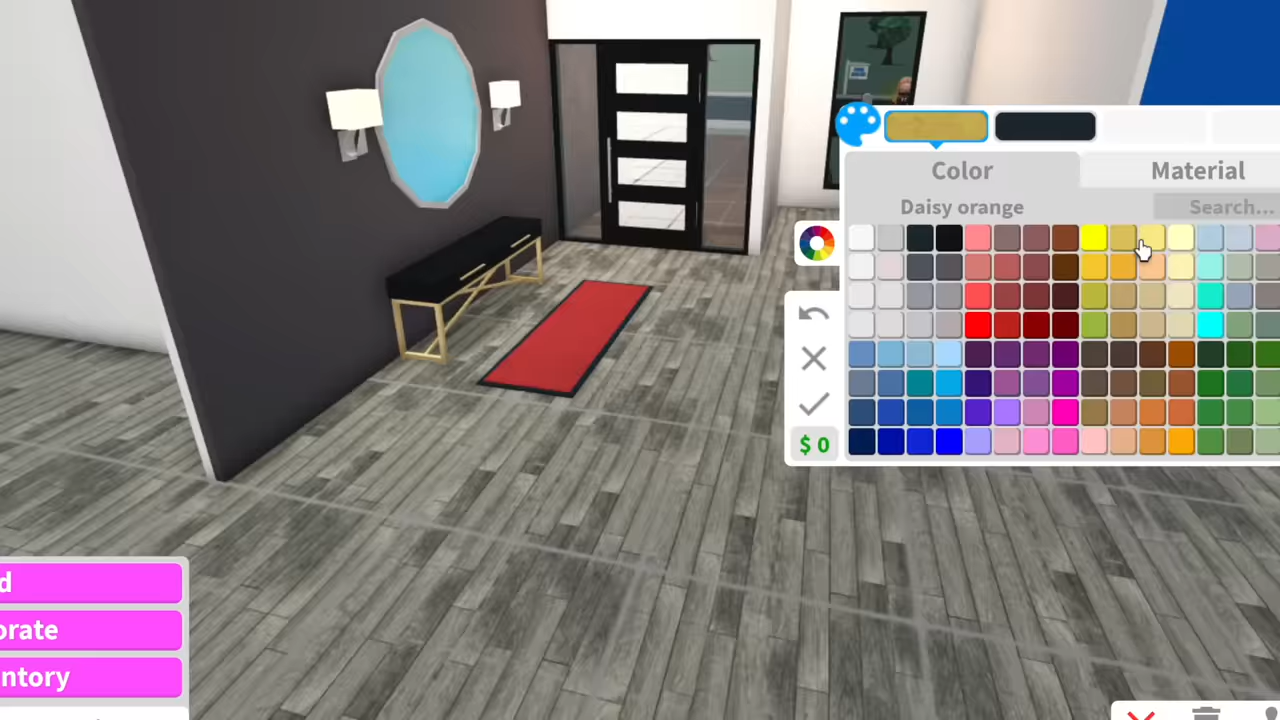 Color
Material
Daisy orange
Search...
$ 0
d
orate
ntory